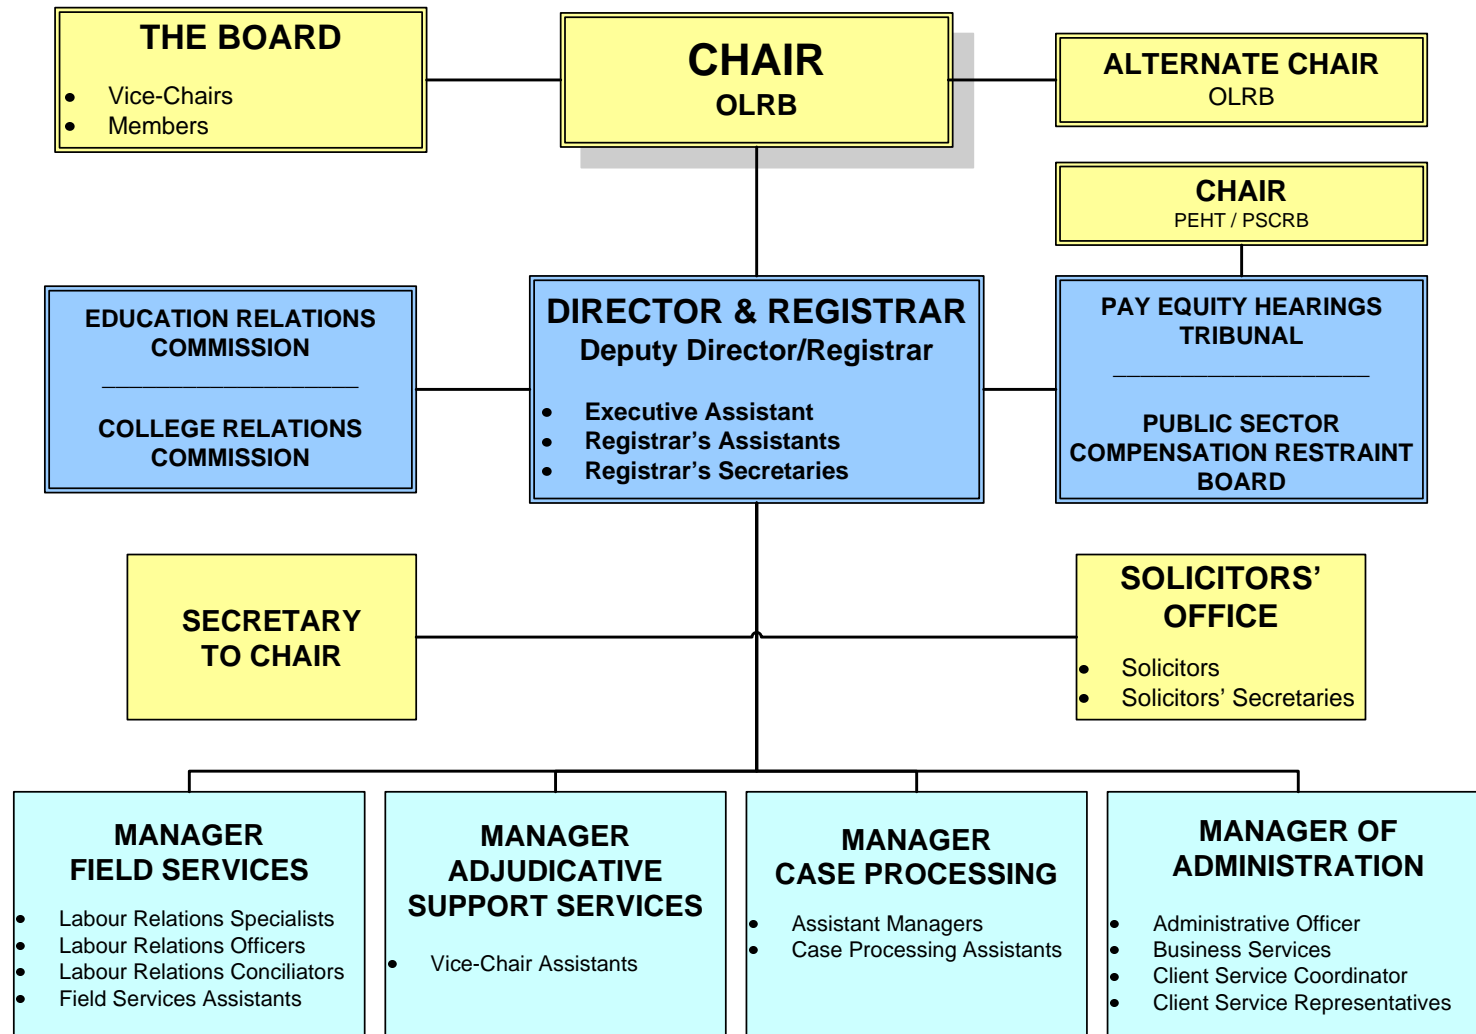 THE BOARD
• Vice-Chairs
• Members
CHAIR
OLRB
ALTERNATE CHAIR
OLRB
CHAIR
PEHT / PSCRB
EDUCATION RELATIONS
COMMISSION
____________________
COLLEGE RELATIONS
COMMISSION
DIRECTOR & REGISTRAR
Deputy Director/Registrar
• Executive Assistant
• Registrar’s Assistants
• Registrar’s Secretaries
PAY EQUITY HEARINGS
TRIBUNAL
____________________
PUBLIC SECTOR
COMPENSATION RESTRAINT
BOARD
SECRETARY
TO CHAIR
SOLICITORS’
OFFICE
• Solicitors
• Solicitors’ Secretaries
MANAGER
FIELD SERVICES
• Labour Relations Specialists
• Labour Relations Officers
• Labour Relations Conciliators
• Field Services Assistants
MANAGER
ADJUDICATIVE
SUPPORT SERVICES
• Vice-Chair Assistants
MANAGER
CASE PROCESSING
• Assistant Managers
• Case Processing Assistants
MANAGER OF
ADMINISTRATION
• Administrative Officer
• Business Services
• Client Service Coordinator
• Client Service Representatives